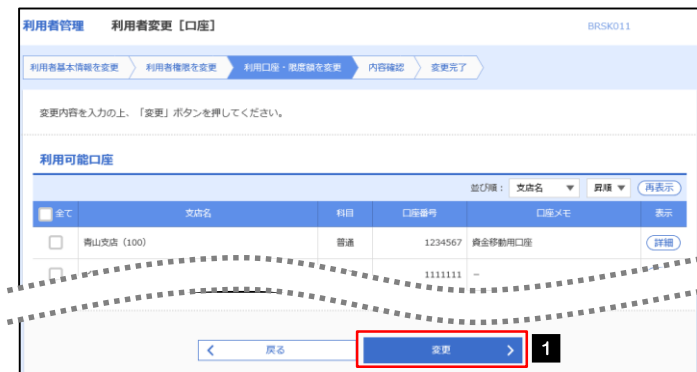 利用者管理 利用者変更［口座］ BRSK011
利用者基本情報を変更 利用者権限を変更 利用口座・限度額を変更 内容確認 変更完了
変更内容を入力の上、「変更」ボタンを押してください。
利用可能口座
並び順： 支店名 ▼ 昇順 ▼ 再表示
全て 支店名 科目 口座番号 口座メモ 表示
青山支店（100） 普通 1234567 資金移動用口座 詳細
1111111 －
戻る 変更 1